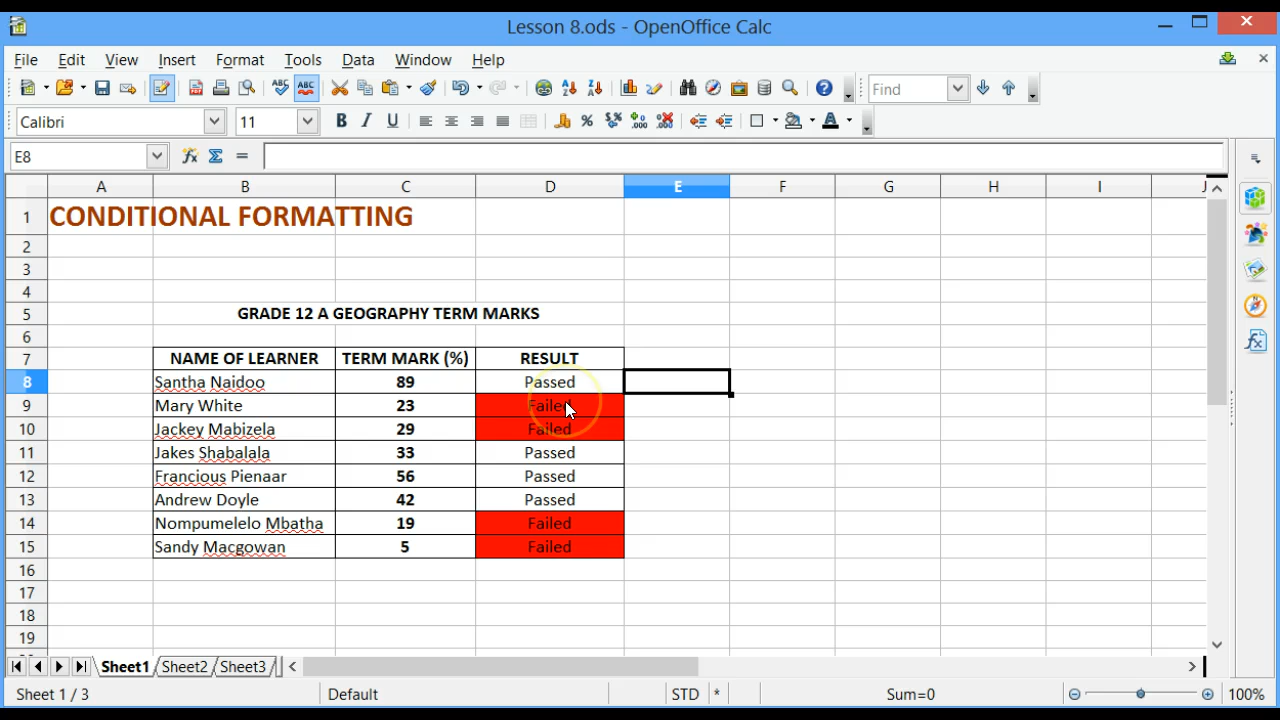 Lesson 8.ods - OpenOffice Calc
File Edit View Insert Format Tools Data Window Help
ABC ABC Find
Calibri 11 B I U % A
E8 fx Σ =
A B C D E F G H I J
1 CONDITIONAL FORMATTING
2
3
4
5 GRADE 12 A GEOGRAPHY TERM MARKS
6
7 NAME OF LEARNER TERM MARK (%) RESULT
8 Santha Naidoo 89 Passed
9 Mary White 23 Failed
10 Jackey Mabizela 29 Failed
11 Jakes Shabalala 33 Passed
12 Francious Pienaar 56 Passed
13 Andrew Doyle 42 Passed
14 Nompumelelo Mbatha 19 Failed
15 Sandy Macgowan 5 Failed
16
17
18
19
Sheet1 Sheet2 Sheet3
Sheet 1 / 3 Default STD * Sum=0 100%